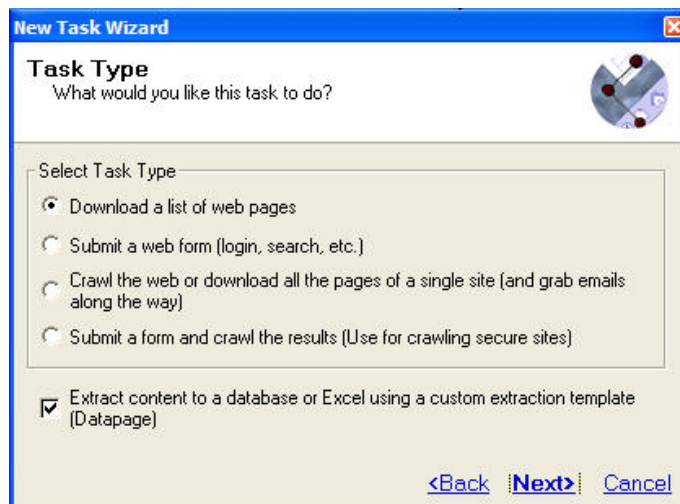 New Task Wizard
Task Type
What would you like this task to do?
Select Task Type
Download a list of web pages
Submit a web form (login, search, etc.)
Crawl the web or download all the pages of a single site (and grab emails
along the way)
Submit a form and crawl the results (Use for crawling secure sites)
Extract content to a database or Excel using a custom extraction template
(Datapage)
<Back Next> Cancel